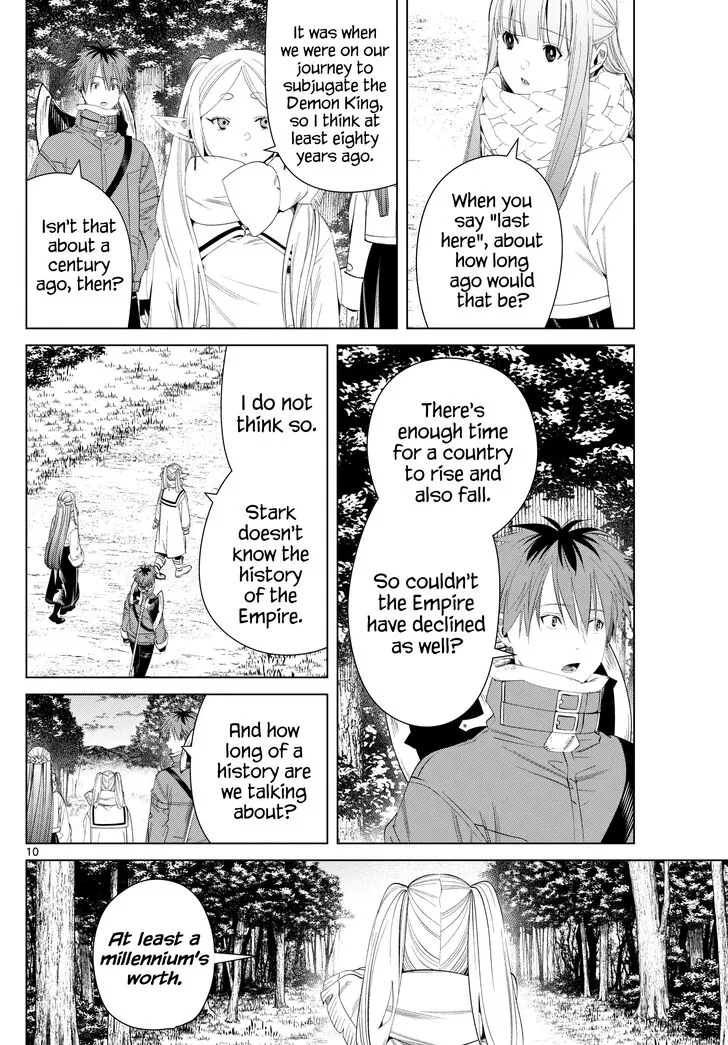 When you
say "last
here", about
how long
ago would
that be?
It was when
we were on our
journey to
subjugate the
Demon King,
so I think at
least eighty
years ago.
Isn't that
about a
century
ago, then?
There's
enough time
for a country
to rise and
also fall.
So couldn't
the Empire
have declined
as well?
I do not
think so.
Stark
doesn't
know the
history
of the
Empire.
And how
long of a
history are
we talking
about?
10
At least a
millennium's
worth.